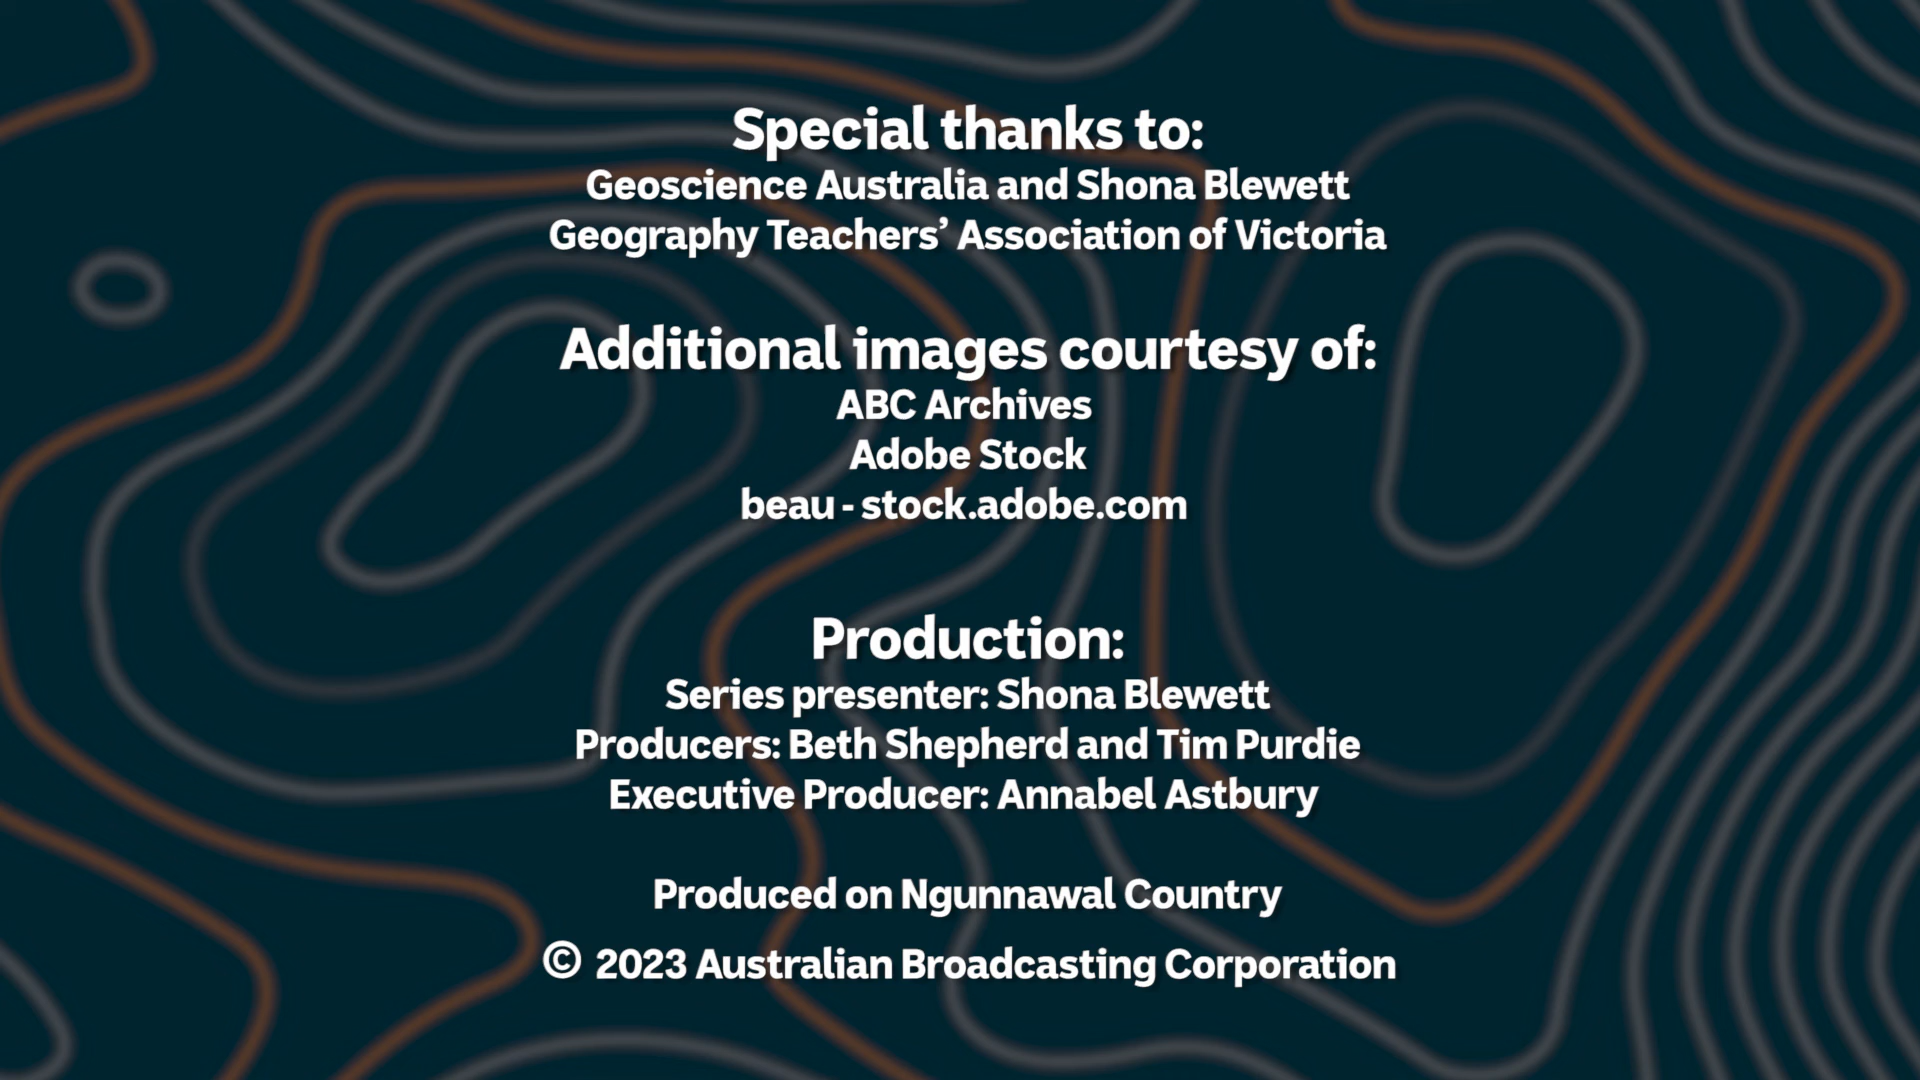 Special thanks to:
Geoscience Australia and Shona Blewett
Geography Teachers’ Association of Victoria
Additional images courtesy of:
ABC Archives
Adobe Stock
beau - stock.adobe.com
Production:
Series presenter: Shona Blewett
Producers: Beth Shepherd and Tim Purdie
Executive Producer: Annabel Astbury
Produced on Ngunnawal Country
© 2023 Australian Broadcasting Corporation